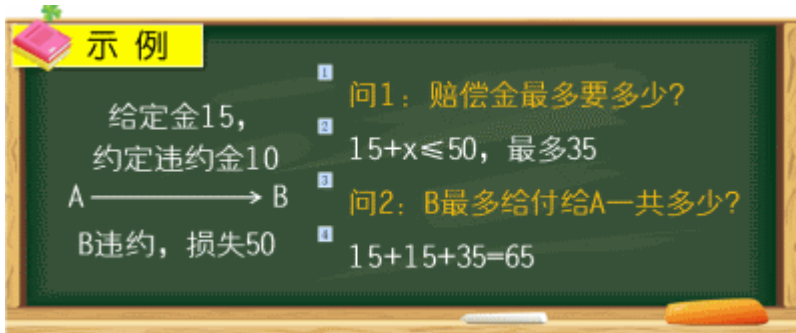 示例
给定金15，
约定违约金10
A → B
B违约，损失50
1
问1：赔偿金最多要多少？
2
15+x≤50，最多35
3
问2：B最多给付给A一共多少？
4
15+15+35=65